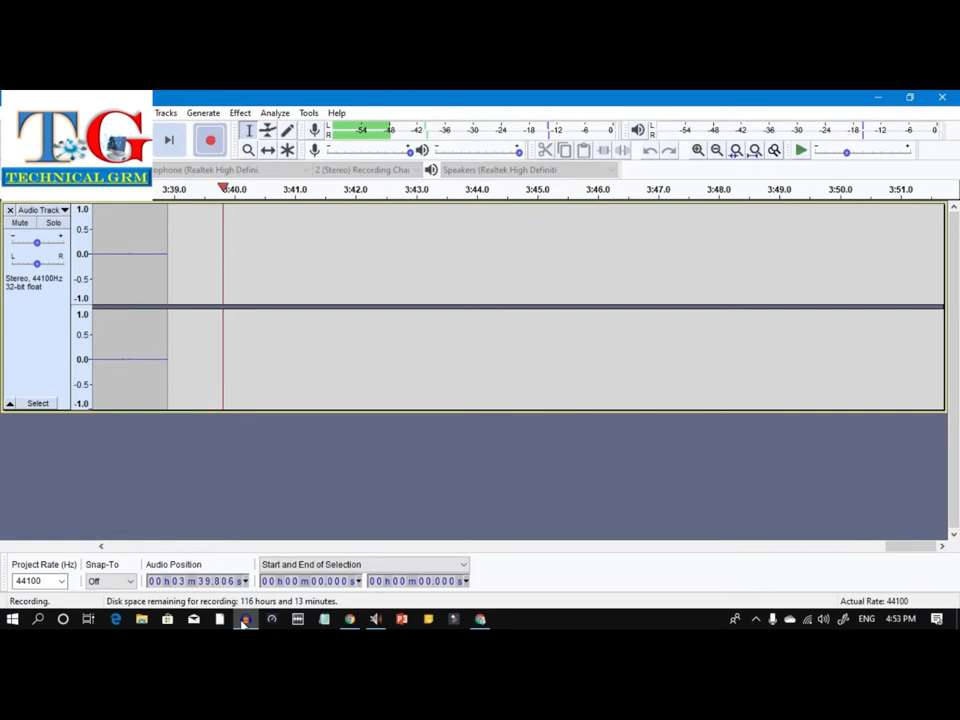 TG
TECHNICAL GRM
Tracks Generate Effect Analyze Tools Help
L
R
-54 -48 -42 -36 -30 -24 -18 -12 -6 0
L
R
-54 -48 -42 -36 -30 -24 -18 -12 -6 0
ophone (Realtek High Defini
2 (Stereo) Recording Char
Speakers (Realtek High Definiti
3:39.0 3:40.0 3:41.0 3:42.0 3:43.0 3:44.0 3:45.0 3:46.0 3:47.0 3:48.0 3:49.0 3:50.0 3:51.0
Audio Track
Mute Solo
- +
L R
Stereo, 44100Hz
32-bit float
Select
1.0
0.5
0.0
-0.5
-1.0
1.0
0.5
0.0
-0.5
-1.0
Project Rate (Hz) Snap-To Audio Position Start and End of Selection
44100 Off 00 h 03 m 39.806 s 00 h 00 m 00.000 s 00 h 00 m 00.000 s
Recording. Disk space remaining for recording: 116 hours and 13 minutes. Actual Rate: 44100
ENG 4:53 PM